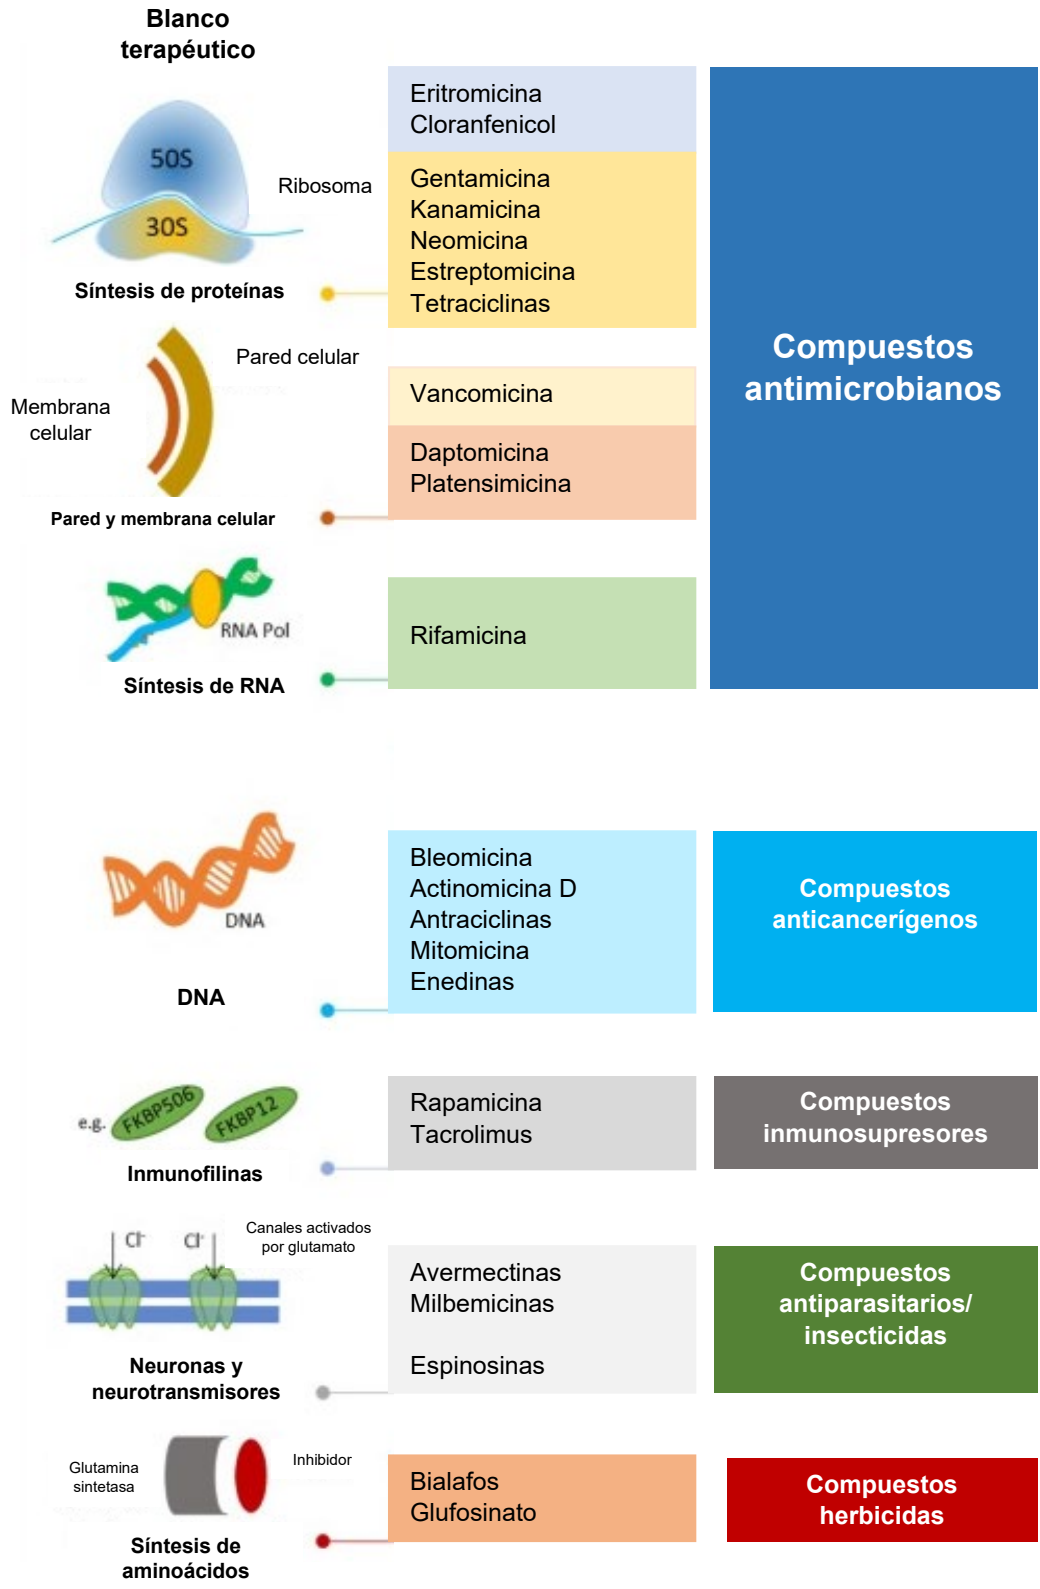 Blanco
terapéutico
50S
30S
Ribosoma
Síntesis de proteínas
Eritromicina
Cloranfenicol
Gentamicina
Kanamicina
Neomicina
Estreptomicina
Tetraciclinas
Compuestos
antimicrobianos
Pared celular
Membrana
celular
Pared y membrana celular
Vancomicina
Daptomicina
Platensimicina
RNA Pol
Síntesis de RNA
Rifamicina
DNA
DNA
Bleomicina
Actinomicina D
Antraciclinas
Mitomicina
Enedinas
Compuestos
anticancerígenos
e.g.
FKBP506
FKBP12
Inmunofilinas
Rapamicina
Tacrolimus
Compuestos
inmunosupresores
Cl-
Cl-
Canales activados
por glutamato
Neuronas y
neurotransmisores
Avermectinas
Milbemicinas
Espinosinas
Compuestos
antiparasitarios/
insecticidas
Glutamina
sintetasa
Inhibidor
Síntesis de
aminoácidos
Bialafos
Glufosinato
Compuestos
herbicidas